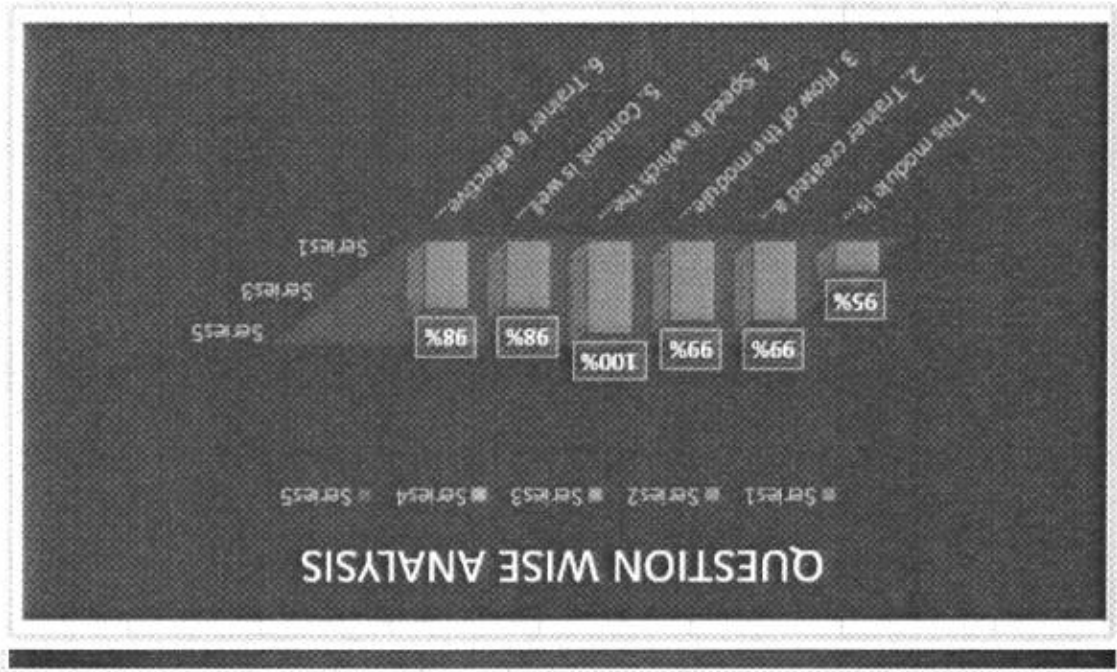 QUESTION WISE ANALYSIS
Series1 Series2 Series3 Series4 Series5
95%
99%
99%
100%
98%
98%
Series5
Series3
Series1
1. This module is...
2. Trainer created a...
3. Flow of the module...
4. Speed in which the...
5. Content is well...
6. Trainer is effective...